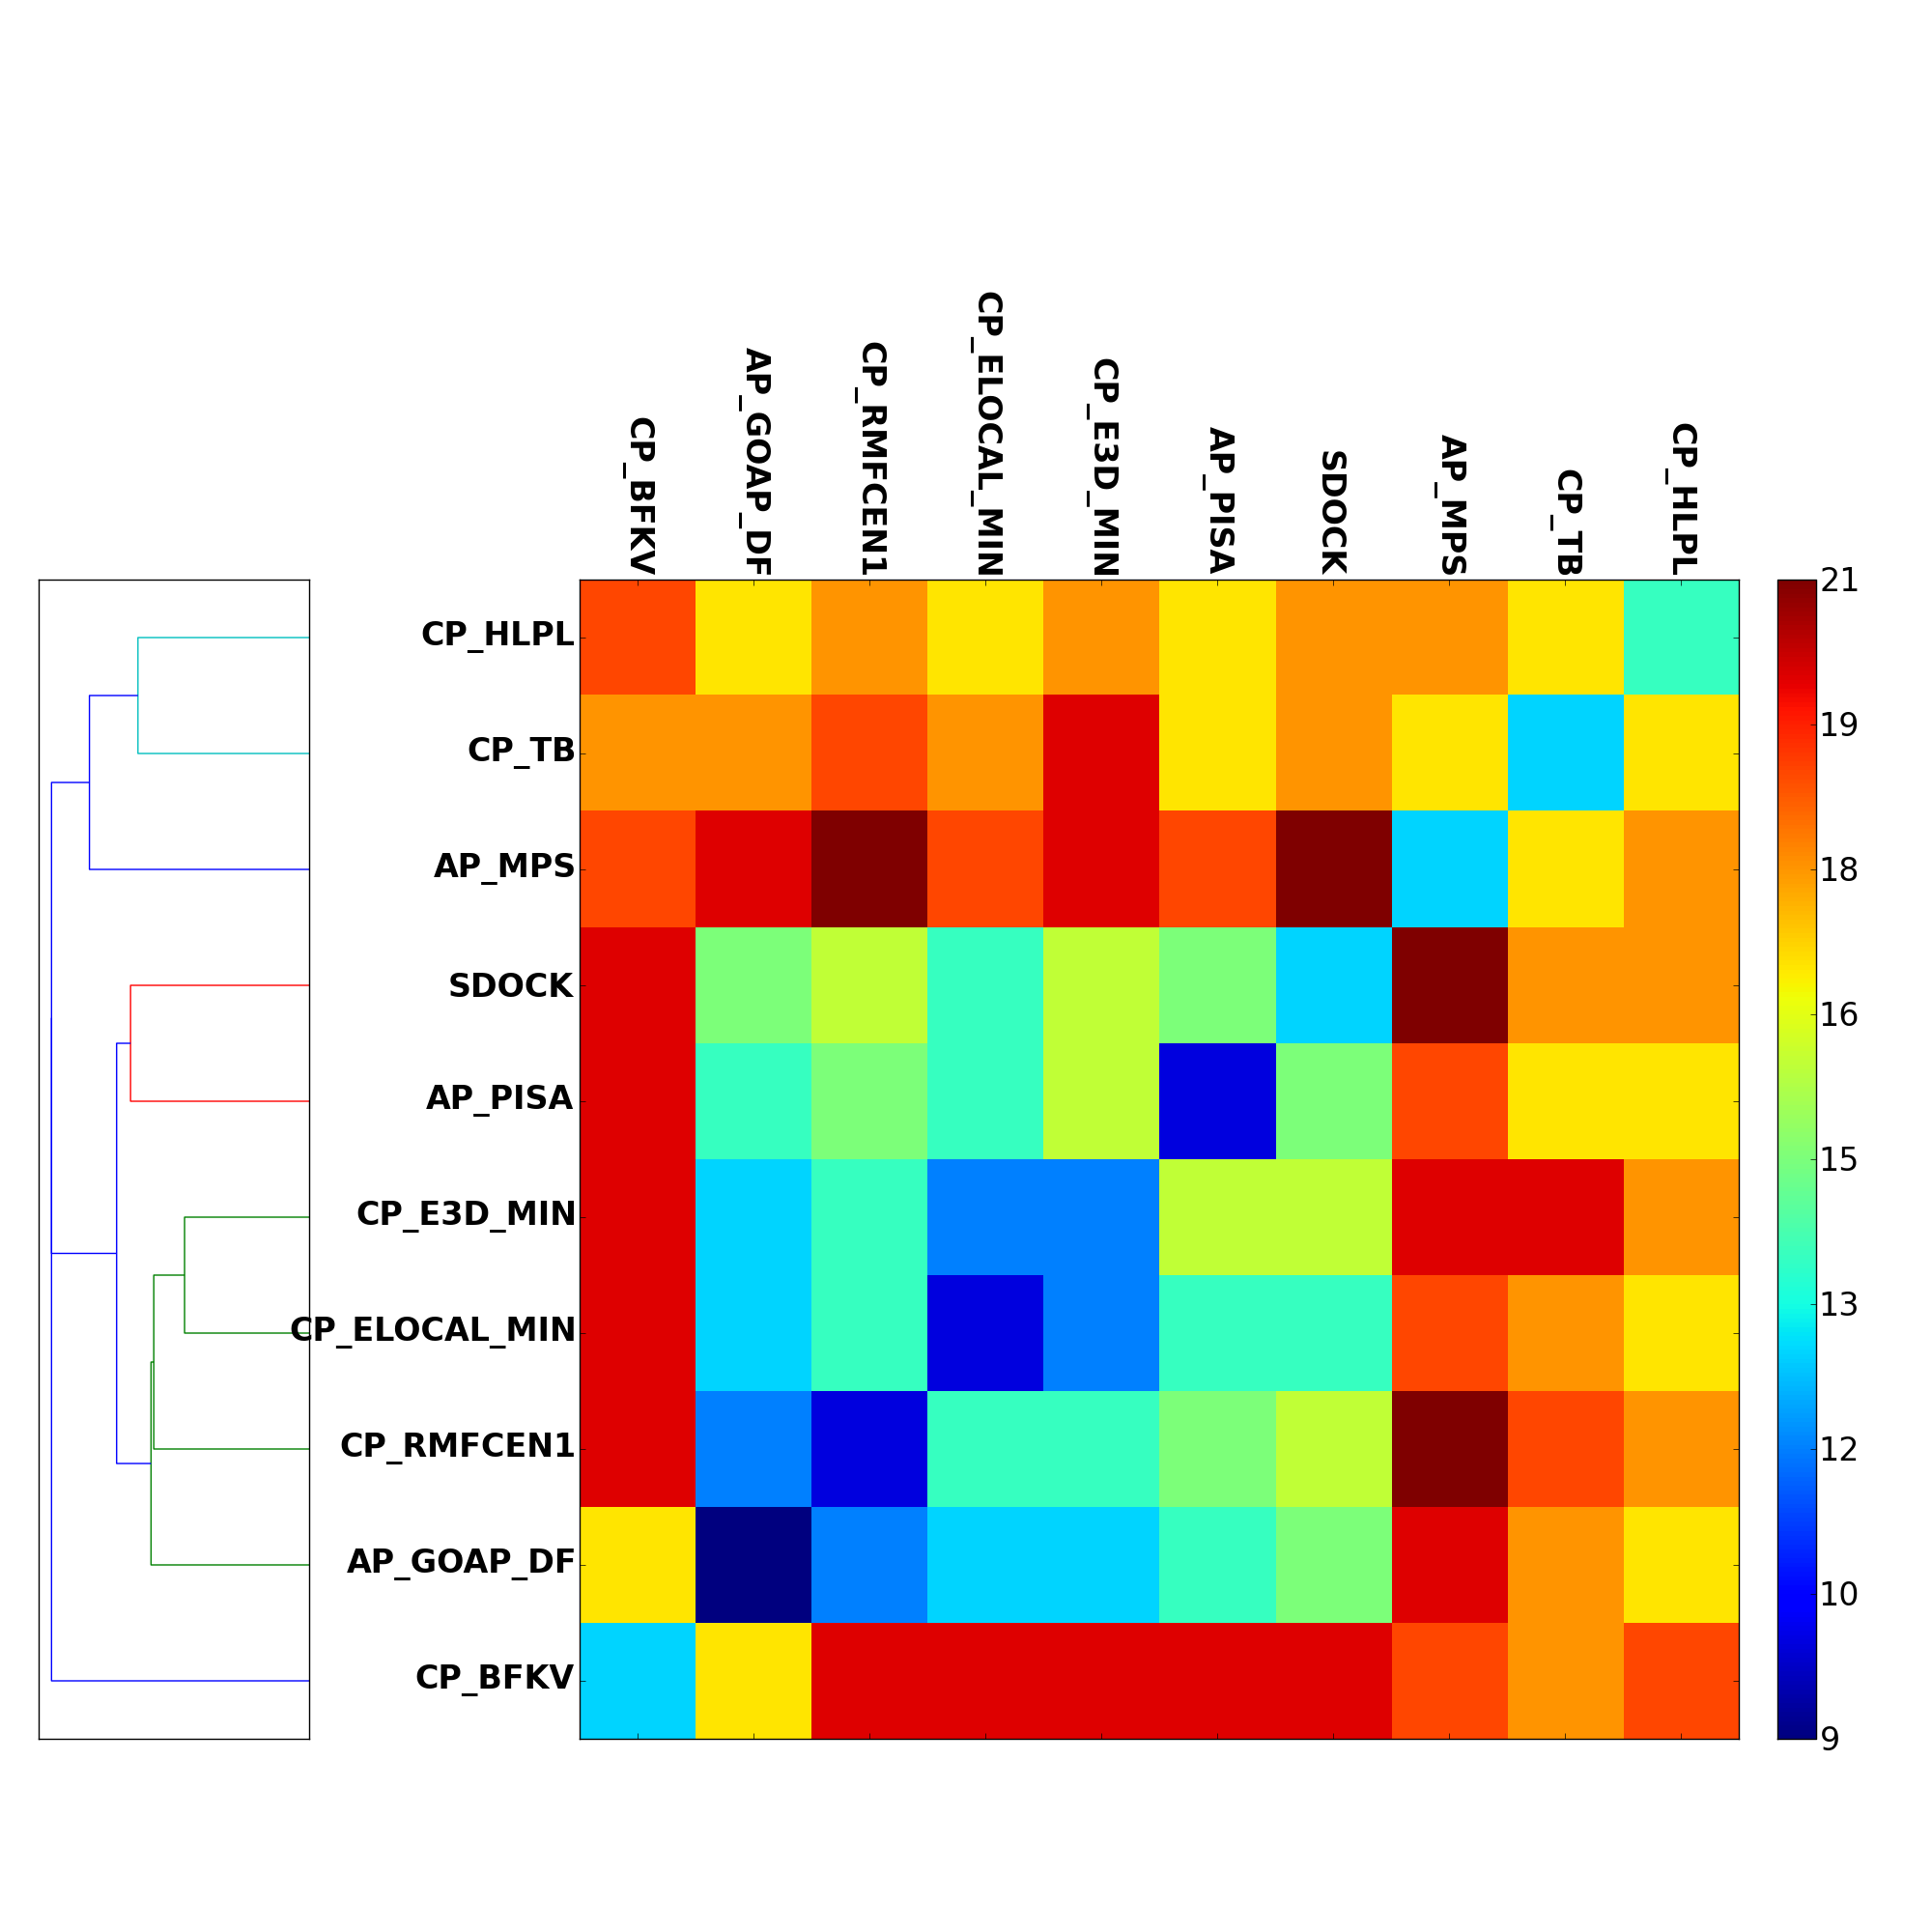 CP_BFKV
AP_GOAP_DF
CP_RMFCEN1
CP_ELOCAL_MIN
CP_E3D_MIN
AP_PISA
SDOCK
AP_MPS
CP_TB
CP_HLPL
CP_HLPL
CP_TB
AP_MPS
SDOCK
AP_PISA
CP_E3D_MIN
CP_ELOCAL_MIN
CP_RMFCEN1
AP_GOAP_DF
CP_BFKV
21
19
18
16
15
13
12
10
9